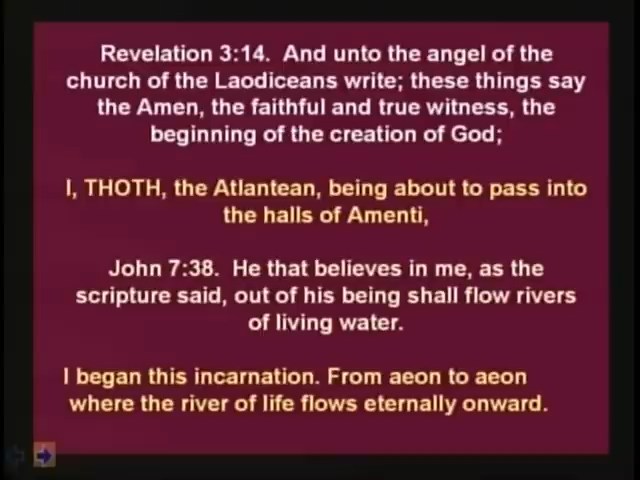 Revelation 3:14. And unto the angel of the
church of the Laodiceans write; these things say
the Amen, the faithful and true witness, the
beginning of the creation of God;
I, THOTH, the Atlantean, being about to pass into
the halls of Amenti,
John 7:38. He that believes in me, as the
scripture said, out of his being shall flow rivers
of living water.
I began this incarnation. From aeon to aeon
where the river of life flows eternally onward.